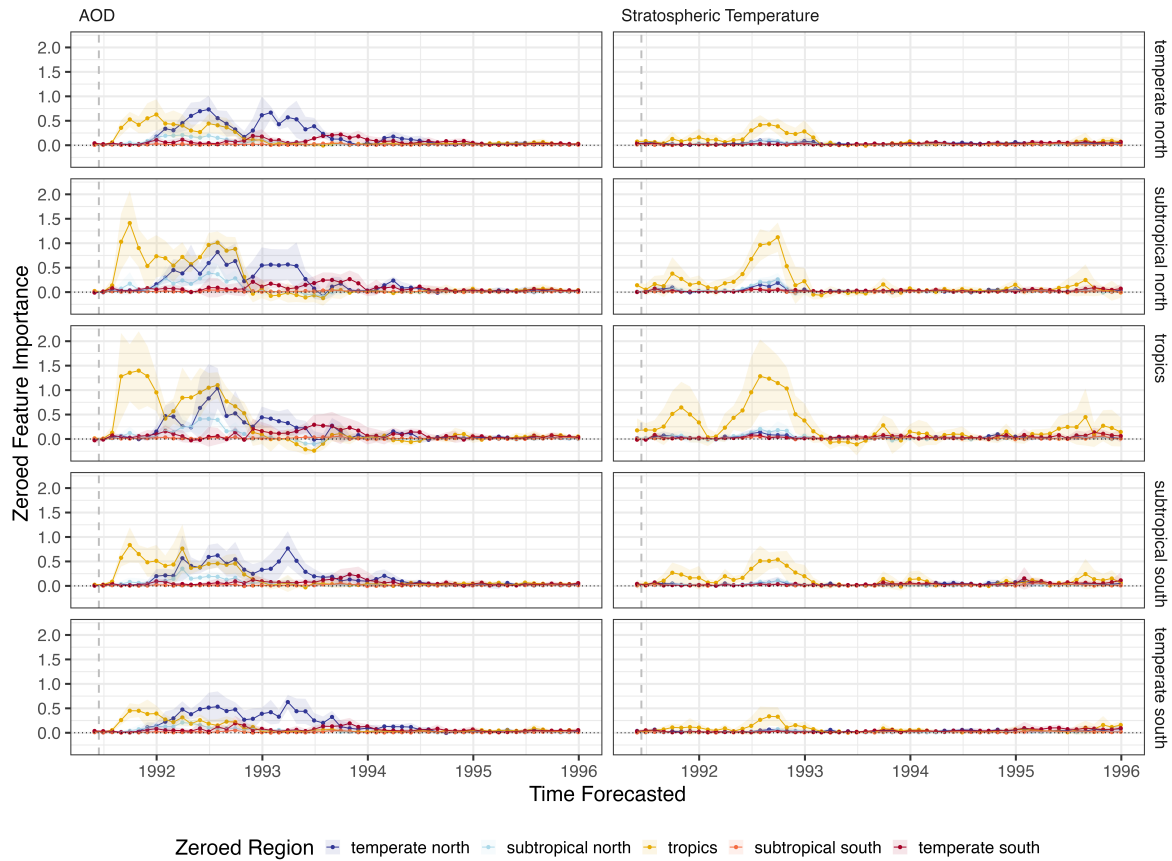 AOD
Stratospheric Temperature
2.0
1.5
1.0
0.5
0.0
temperate north
2.0
1.5
1.0
0.5
0.0
subtropical north
2.0
1.5
1.0
0.5
0.0
tropics
2.0
1.5
1.0
0.5
0.0
subtropical south
2.0
1.5
1.0
0.5
0.0
temperate south
Zeroed Feature Importance
1992 1993 1994 1995 1996 1992 1993 1994 1995 1996
Time Forecasted
Zeroed Region temperate north subtropical north tropics subtropical south temperate south